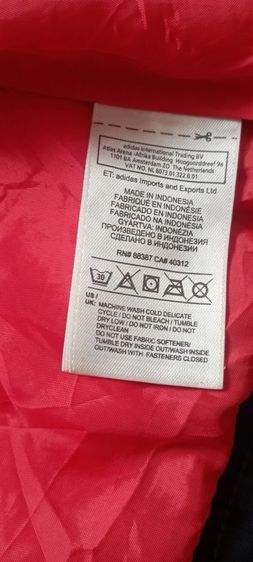 adidas International Trading BV
Atlas Arena -Afrika Building Hoogoorddreef 9a
1101 BA Amsterdam ZO The Netherlands
VAT NO. NL 8073.01.322.B.01
ET: adidas Imports and Exports Ltd
MADE IN INDONESIA
FABRIQUÉ EN INDONÉSIE
FABRICADO EN INDONESIA
FABRICADO NA INDONÉSIA
GYÁRTVA: INDONÉZIA
ПРОИЗВЕДЕНО В ИНДОНЕЗИЯ
СДЕЛАНО В ИНДОНЕЗИИ
RN# 88387 CA# 40312
30
US /
UK: MACHINE WASH COLD DELICATE
CYCLE / DO NOT BLEACH / TUMBLE
DRY LOW / DO NOT IRON / DO NOT
DRYCLEAN
DO NOT USE FABRIC SOFTENER/
TUMBLE DRY INSIDE OUT/WASH INSIDE
OUT/WASH WITH FASTENERS CLOSED